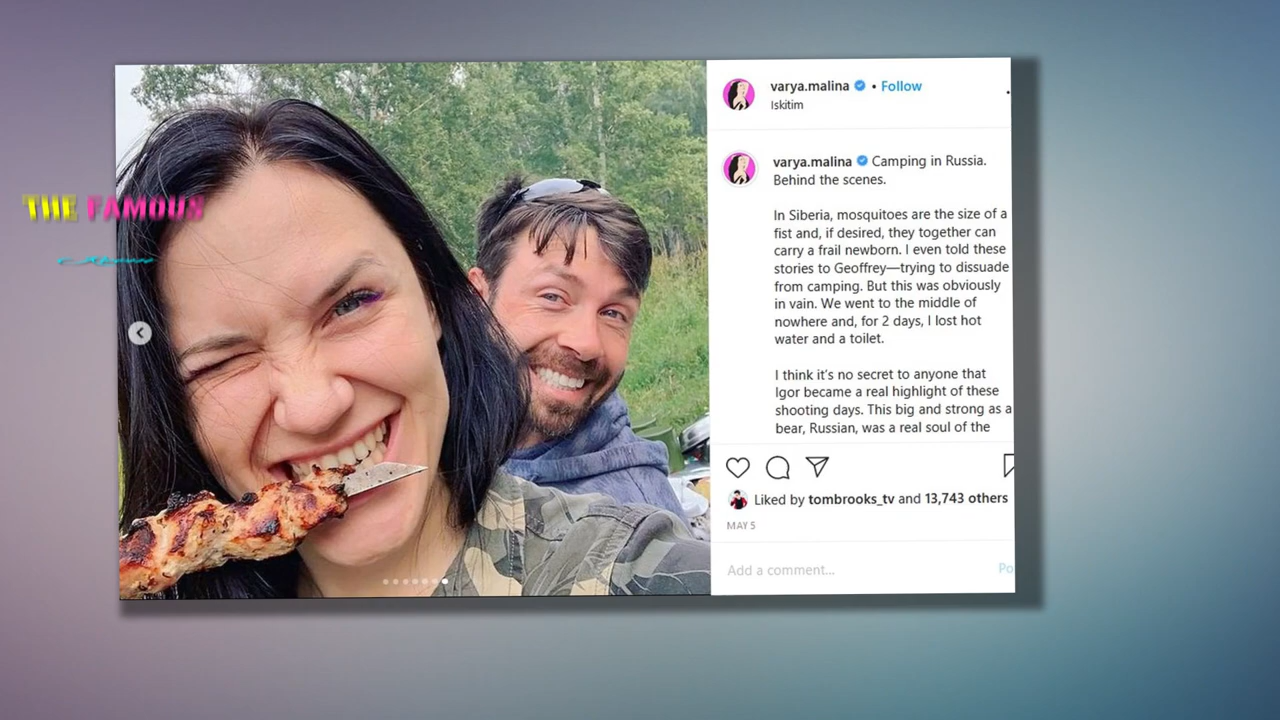 THE FAMOUS
varya.malina • Follow
Iskitim
varya.malina Camping in Russia.
Behind the scenes.
In Siberia, mosquitoes are the size of a
fist and, if desired, they together can
carry a frail newborn. I even told these
stories to Geoffrey—trying to dissuade
from camping. But this was obviously
in vain. We went to the middle of
nowhere and, for 2 days, I lost hot
water and a toilet.
I think it's no secret to anyone that
Igor became a real highlight of these
shooting days. This big and strong as a
bear, Russian, was a real soul of the
Liked by tombrooks_tv and 13,743 others
MAY 5
Add a comment...
Po